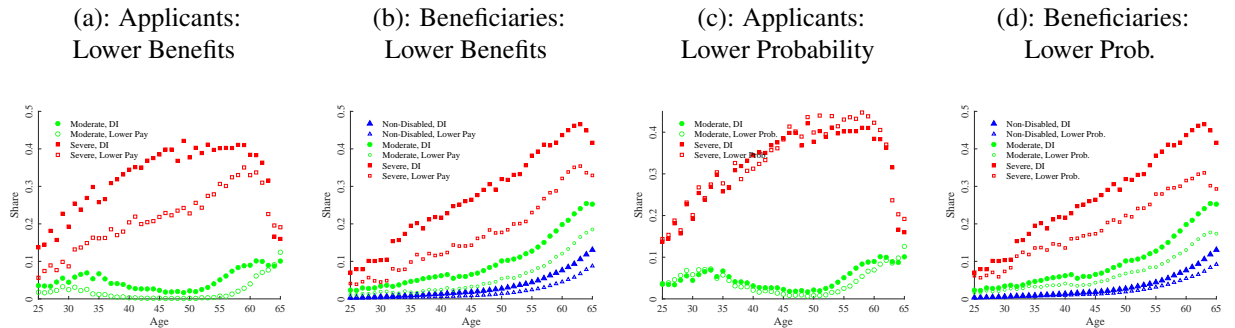 (a): Applicants:
Lower Benefits
0.5
0.4
0.3
0.2
0.1
0
Share
Moderate, DI
Moderate, Lower Pay
Severe, DI
Severe, Lower Pay
25 30 35 40 45 50 55 60 65
Age
(b): Beneficiaries:
Lower Benefits
0.5
0.4
0.3
0.2
0.1
0
Share
Non-Disabled, DI
Non-Disabled, Lower Pay
Moderate, DI
Moderate, Lower Pay
Severe, DI
Severe, Lower Pay
25 30 35 40 45 50 55 60 65
Age
(c): Applicants:
Lower Probability
0.4
0.3
0.2
0.1
0
Share
Moderate, DI
Moderate, Lower Prob.
Severe, DI
Severe, Lower Prob.
25 30 35 40 45 50 55 60 65
Age
(d): Beneficiaries:
Lower Prob.
0.5
0.4
0.3
0.2
0.1
0
Share
Non-Disabled, DI
Non-Disabled, Lower Prob.
Moderate, DI
Moderate, Lower Prob.
Severe, DI
Severe, Lower Prob.
25 30 35 40 45 50 55 60 65
Age